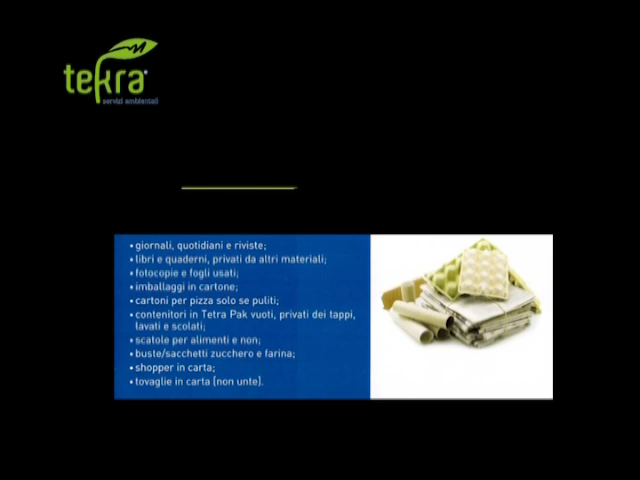 tekra
servizi ambientali
• giornali, quotidiani e riviste;
• libri e quaderni, privati da altri materiali;
• fotocopie e fogli usati;
• imballaggi in cartone;
• cartoni per pizza solo se puliti;
• contenitori in Tetra Pak vuoti, privati dei tappi,
lavati e scolati;
• scatole per alimenti e non;
• buste/sacchetti zucchero e farina;
• shopper in carta;
• tovaglie in carta (non unte).